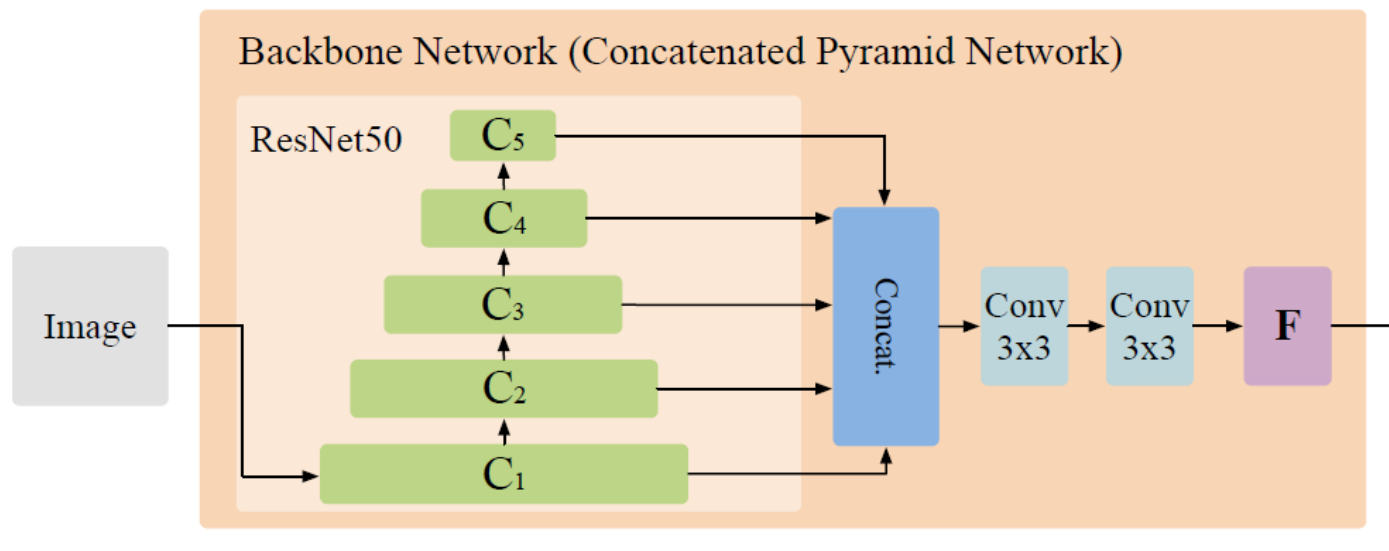 Backbone Network (Concatenated Pyramid Network)
ResNet50
C₅
C₄
C₃
C₂
C₁
Image
Concat.
Conv
3x3
Conv
3x3
F